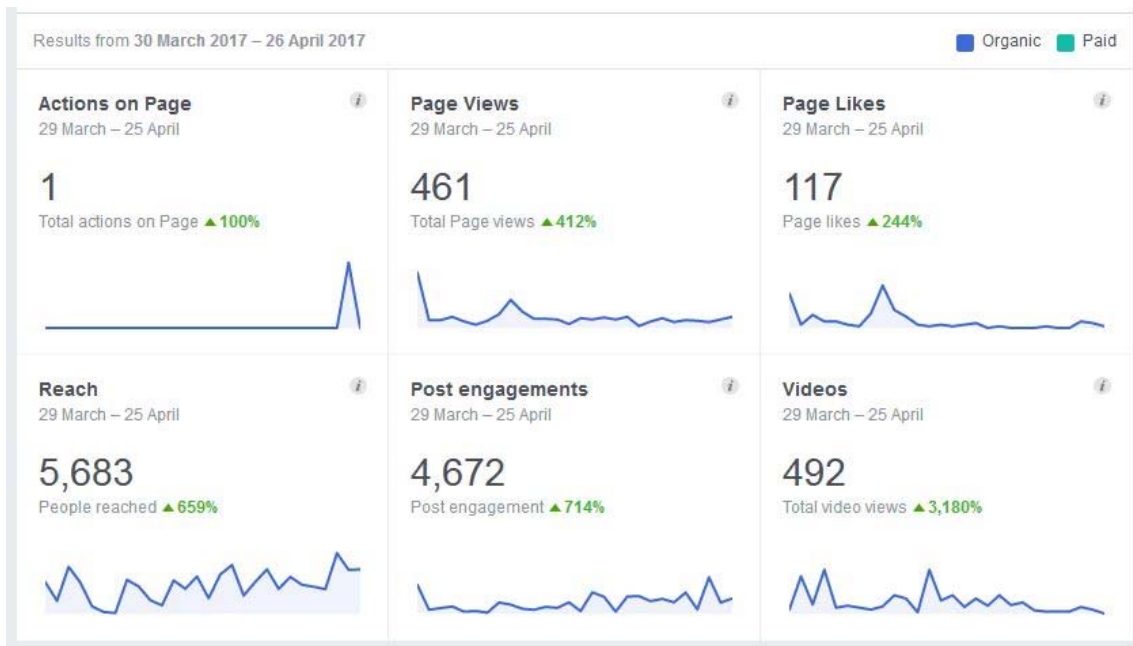 Results from 30 March 2017 – 26 April 2017
Organic Paid
Actions on Page
29 March – 25 April
1
Total actions on Page ▲ 100%
Page Views
29 March – 25 April
461
Total Page views ▲ 412%
Page Likes
29 March – 25 April
117
Page likes ▲ 244%
Reach
29 March – 25 April
5,683
People reached ▲ 659%
Post engagements
29 March – 25 April
4,672
Post engagement ▲ 714%
Videos
29 March – 25 April
492
Total video views ▲ 3,180%